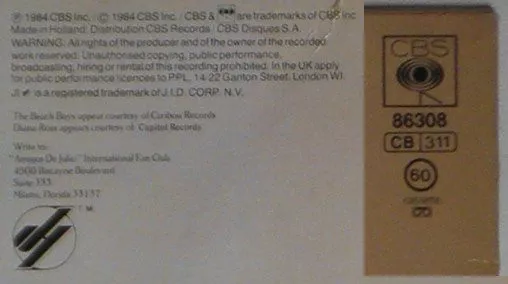 ℗ 1984 CBS Inc. / © 1984 CBS Inc. / CBS & are trademarks of CBS Inc.
Made in Holland. Distribution CBS Records / CBS Disques S.A.
WARNING: All rights of the producer and of the owner of the recorded
work reserved. Unauthorised copying, public performance,
broadcasting, hiring or rental of this recording prohibited. In the UK apply
for public performance licences to PPL, 14-22 Ganton Street, London W1.
JI is a registered trademark of J.I.D. CORP. N.V.
The Beach Boys appear courtesy of Caribou Records
Diana Ross appears courtesy of Capitol Records
Write to:
"Amigos De Julio" International Fan Club
4500 Biscayne Boulevard
Suite 333
Miami, Florida 33137
T.M.
CBS
86308
CB 311
60